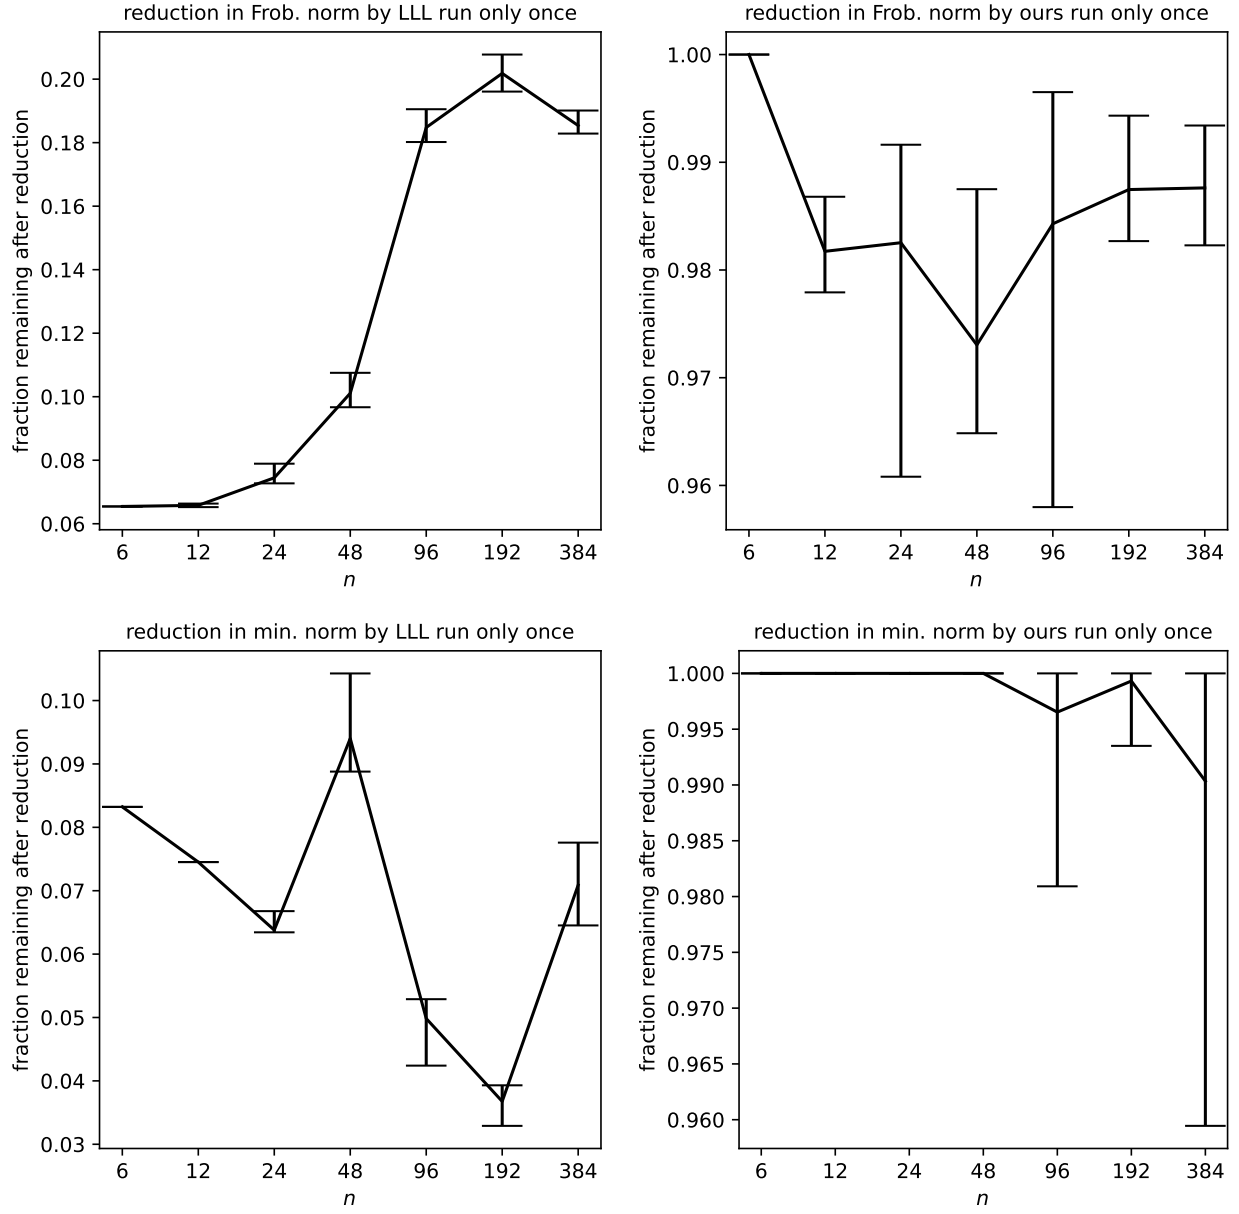 reduction in Frob. norm by LLL run only once
fraction remaining after reduction
0.20
0.18
0.16
0.14
0.12
0.10
0.08
0.06
6 12 24 48 96 192 384
n
reduction in Frob. norm by ours run only once
fraction remaining after reduction
1.00
0.99
0.98
0.97
0.96
6 12 24 48 96 192 384
n
reduction in min. norm by LLL run only once
fraction remaining after reduction
0.10
0.09
0.08
0.07
0.06
0.05
0.04
0.03
6 12 24 48 96 192 384
n
reduction in min. norm by ours run only once
fraction remaining after reduction
1.000
0.995
0.990
0.985
0.980
0.975
0.970
0.965
0.960
6 12 24 48 96 192 384
n